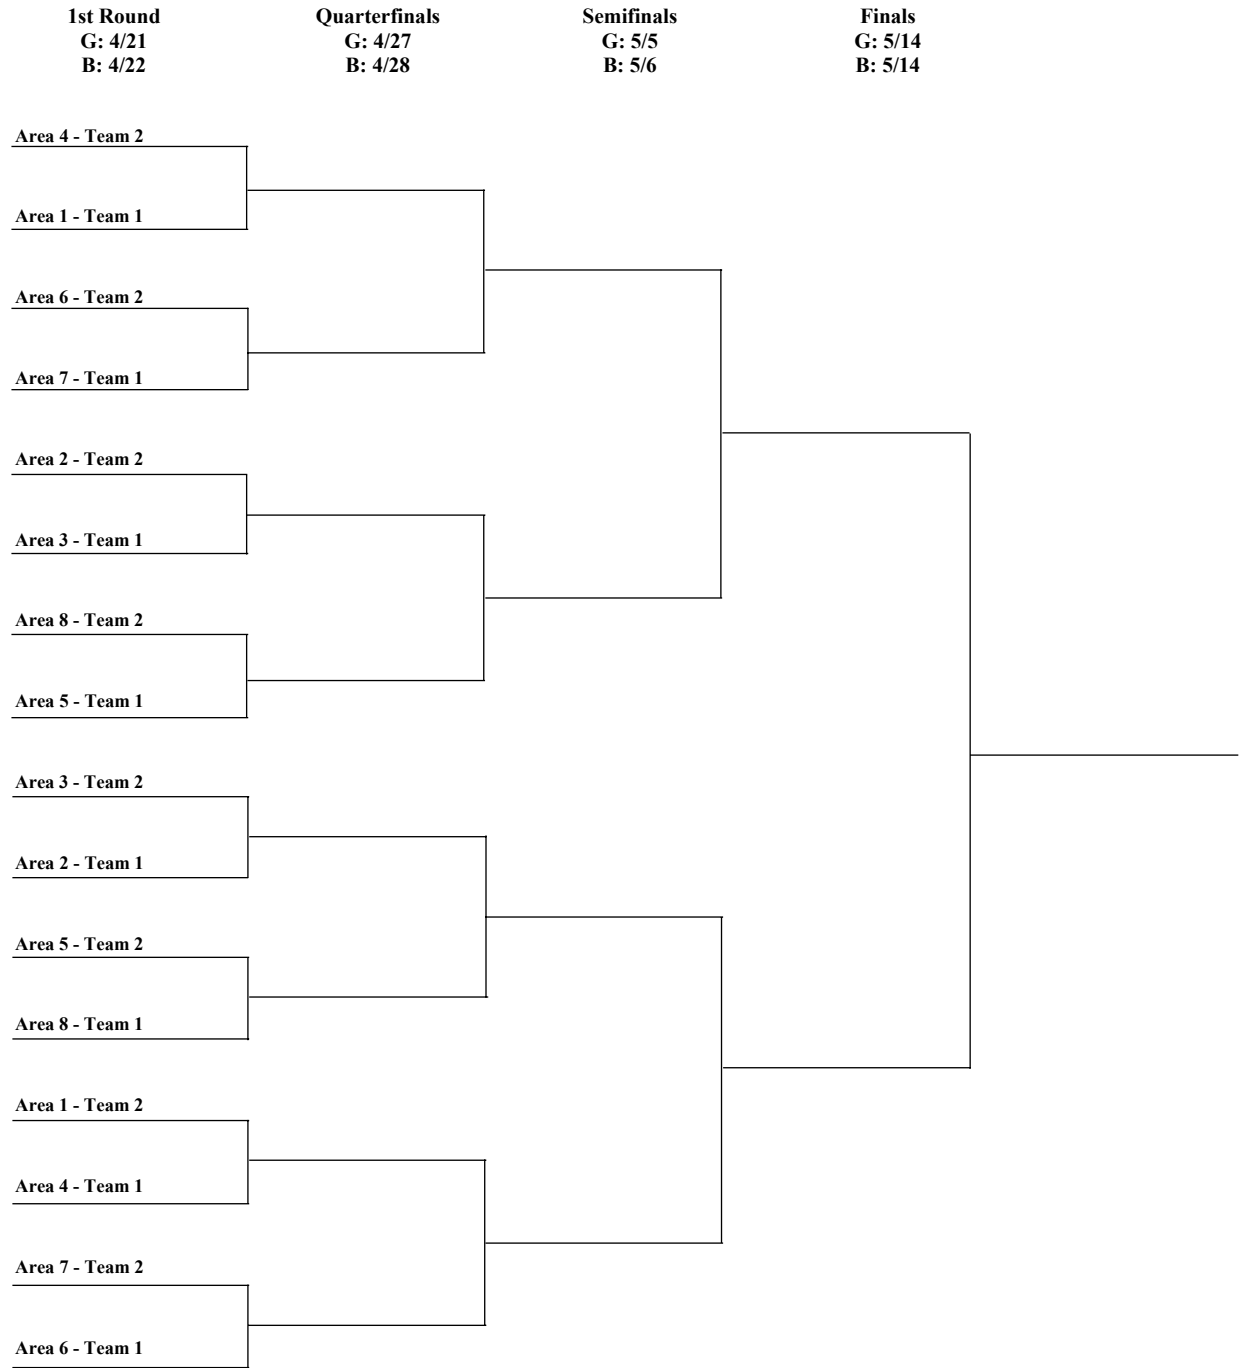 1st Round
G: 4/21
B: 4/22
Quarterfinals
G: 4/27
B: 4/28
Semifinals
G: 5/5
B: 5/6
Finals
G: 5/14
B: 5/14
Area 4 - Team 2
Area 1 - Team 1
Area 6 - Team 2
Area 7 - Team 1
Area 2 - Team 2
Area 3 - Team 1
Area 8 - Team 2
Area 5 - Team 1
Area 3 - Team 2
Area 2 - Team 1
Area 5 - Team 2
Area 8 - Team 1
Area 1 - Team 2
Area 4 - Team 1
Area 7 - Team 2
Area 6 - Team 1